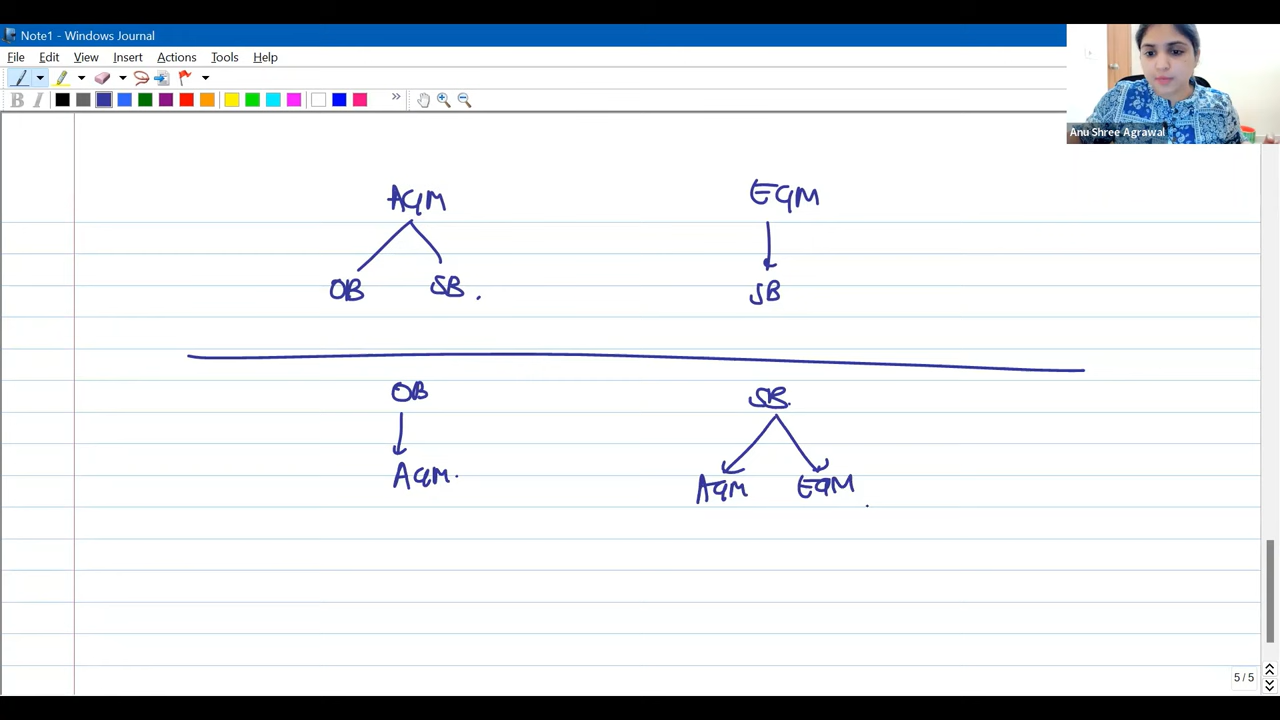 Note1 - Windows Journal
File Edit View Insert Actions Tools Help
B I
Anu Shree Agrawal
AGM EGM
OB SB. SB
OB SB.
AGM. AGM EGM
5 / 5